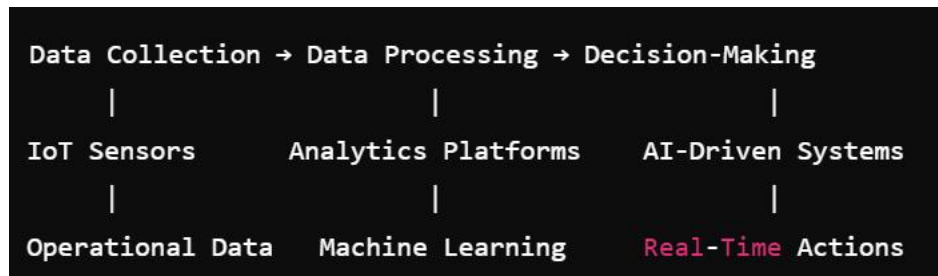 Data Collection → Data Processing → Decision-Making
| | |
IoT Sensors Analytics Platforms AI-Driven Systems
| | |
Operational Data Machine Learning Real-Time Actions